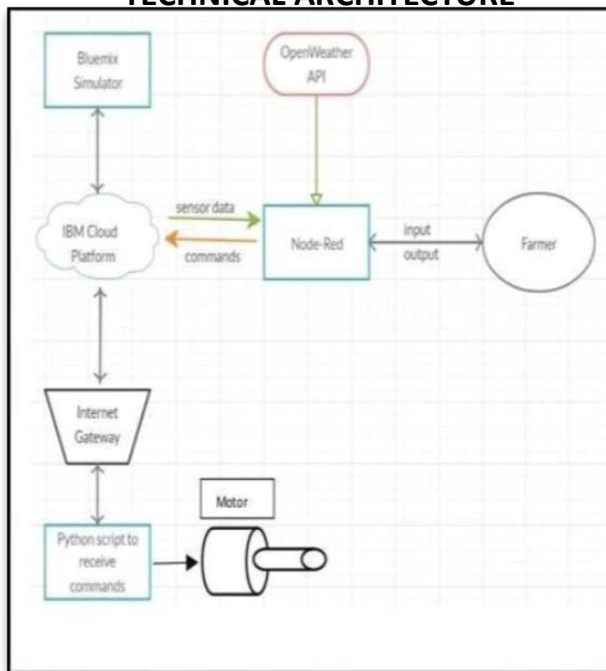 TECHNICAL ARCHITECTURE
Bluemix
Simulator
OpenWeather
API
IBM Cloud
Platform
sensor data
commands
Node-Red
input
output
Farmer
Internet
Gateway
Motor
Python script to
receive
commands